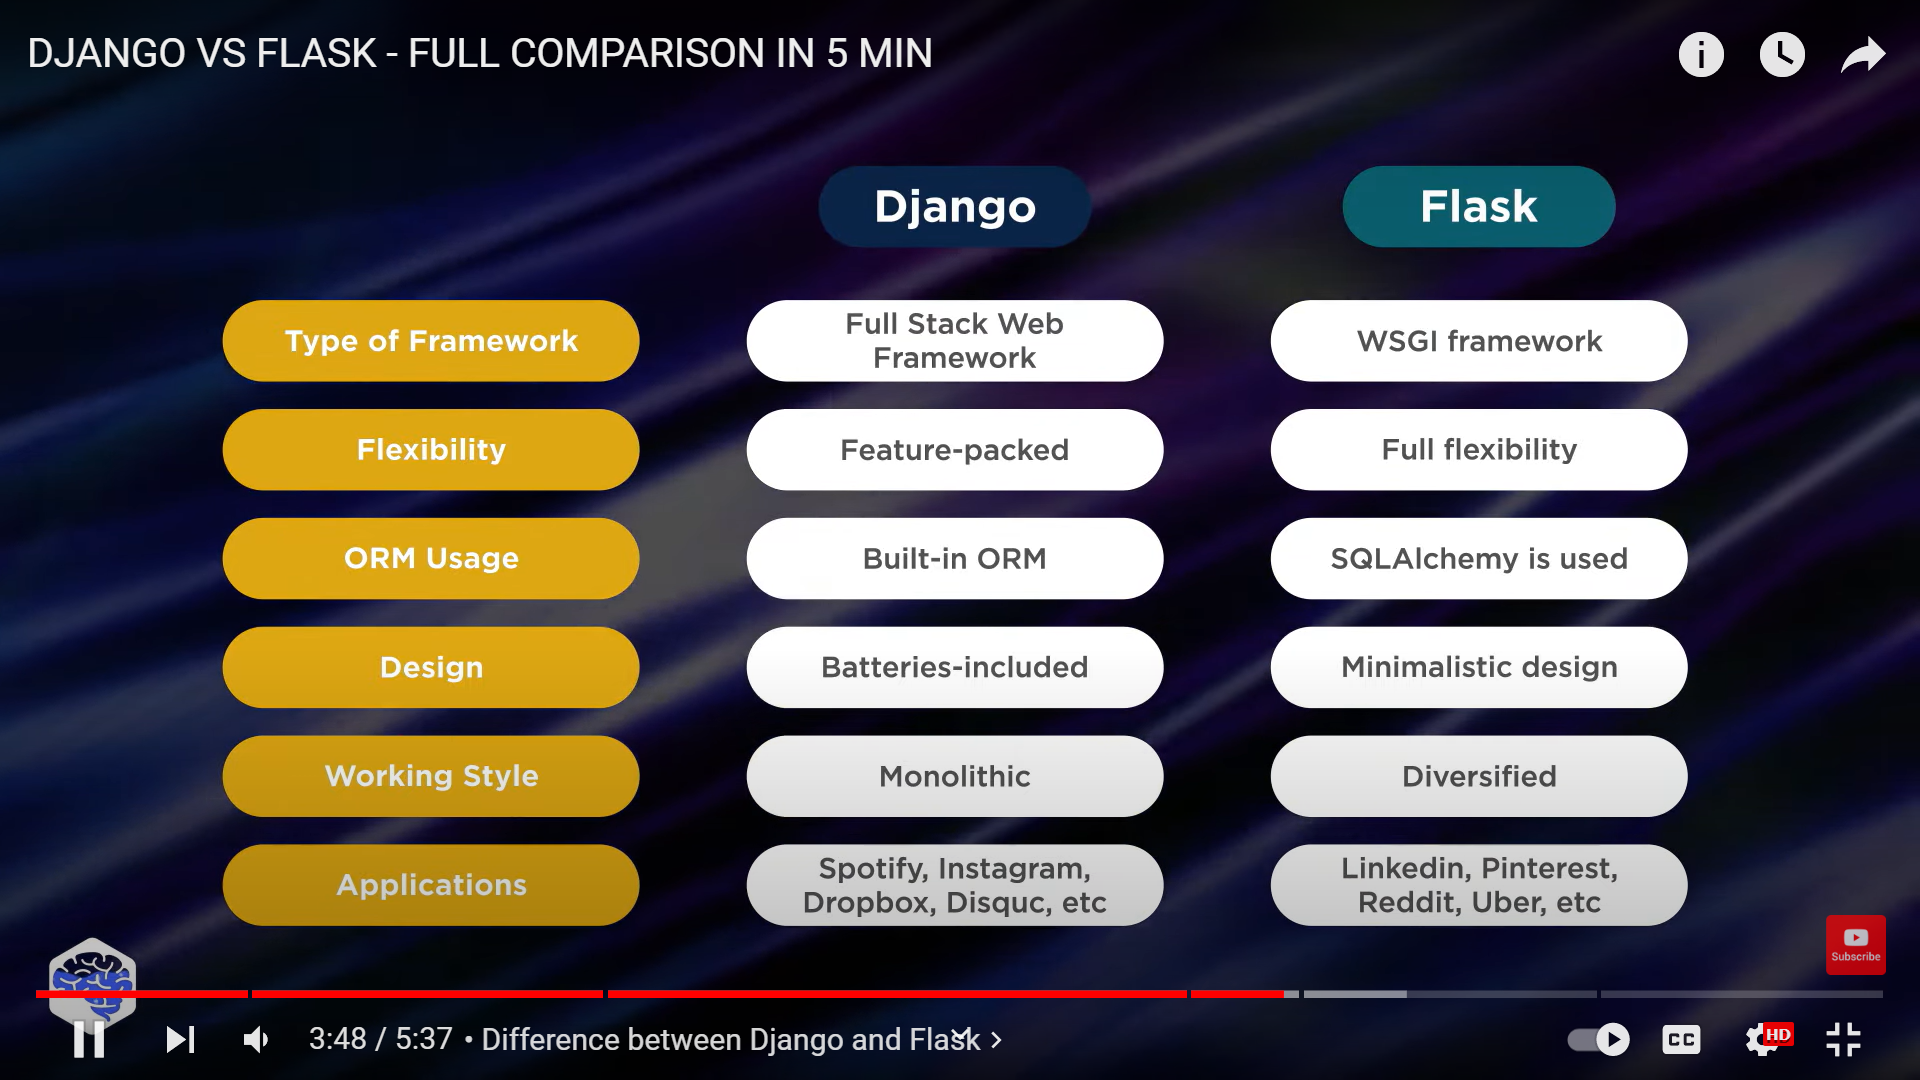 DJANGO VS FLASK - FULL COMPARISON IN 5 MIN
Django
Flask
Type of Framework
Full Stack Web
Framework
WSGI framework
Flexibility
Feature-packed
Full flexibility
ORM Usage
Built-in ORM
SQLAlchemy is used
Design
Batteries-included
Minimalistic design
Working Style
Monolithic
Diversified
Applications
Spotify, Instagram,
Dropbox, Disquc, etc
Linkedin, Pinterest,
Reddit, Uber, etc
Subscribe
3:48 / 5:37 • Difference between Django and Flask
CC
HD